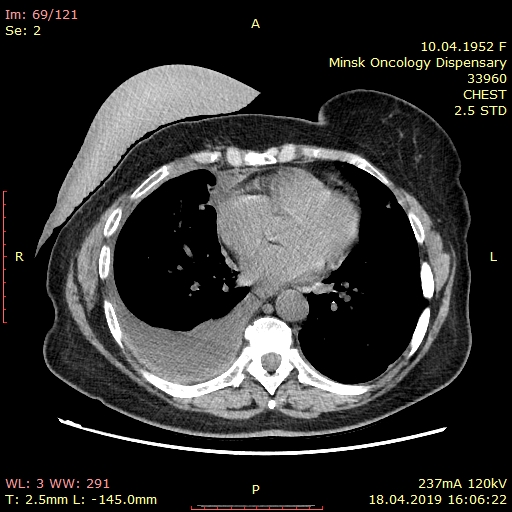 Im: 69/121
Se: 2
A
10.04.1952 F
Minsk Oncology Dispensary
33960
CHEST
2.5 STD
R
L
WL: 3 WW: 291
T: 2.5mm L: -145.0mm
P
237mA 120kV
18.04.2019 16:06:22